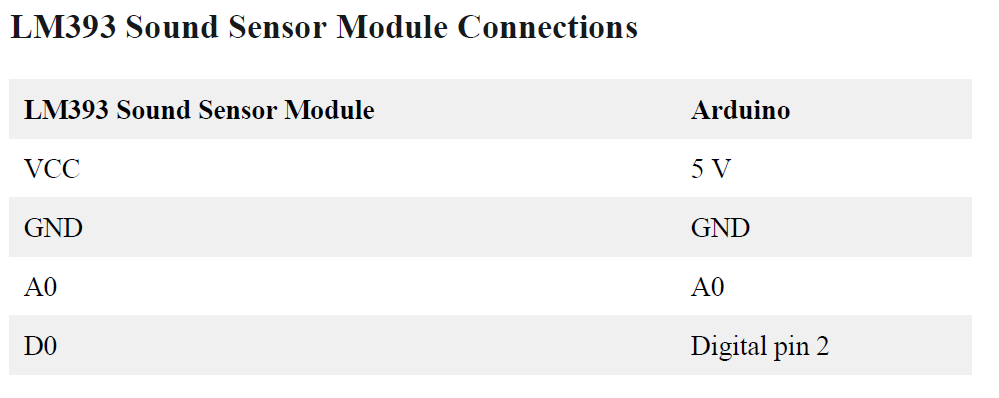 LM393 Sound Sensor Module Connections
LM393 Sound Sensor Module Arduino
VCC 5 V
GND GND
A0 A0
D0 Digital pin 2